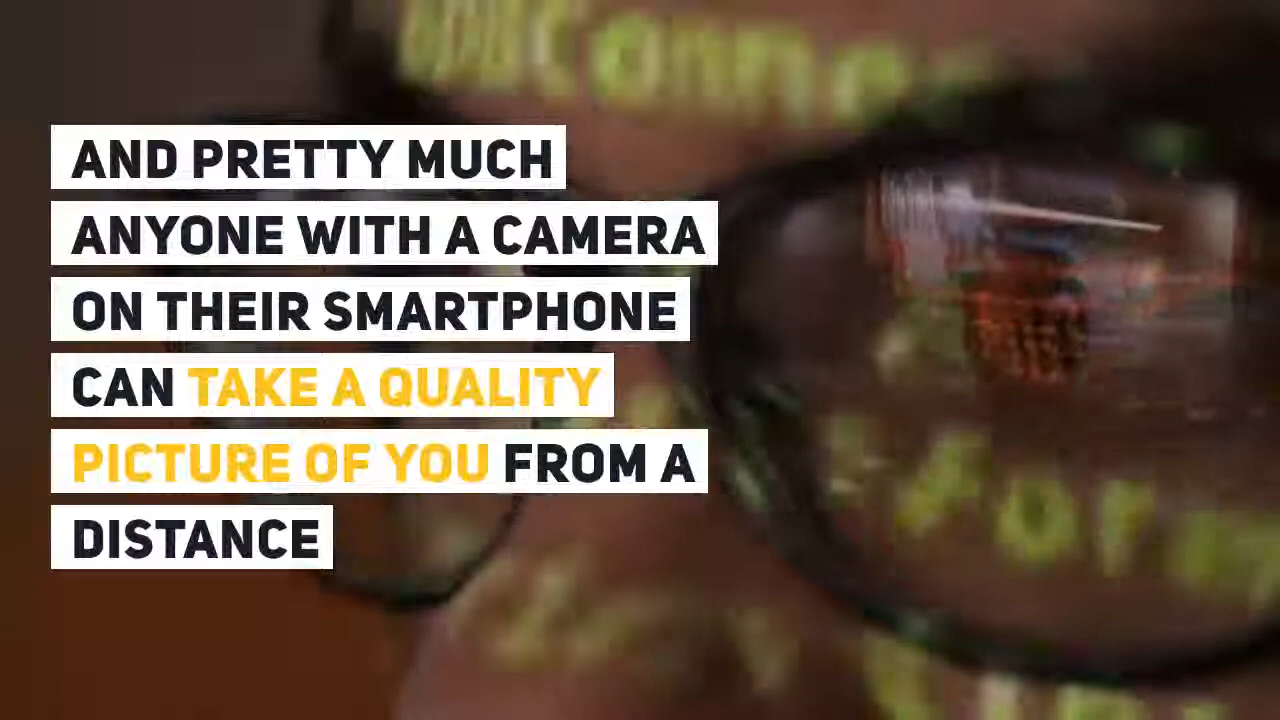 AND PRETTY MUCH
ANYONE WITH A CAMERA
ON THEIR SMARTPHONE
CAN TAKE A QUALITY
PICTURE OF YOU FROM A
DISTANCE